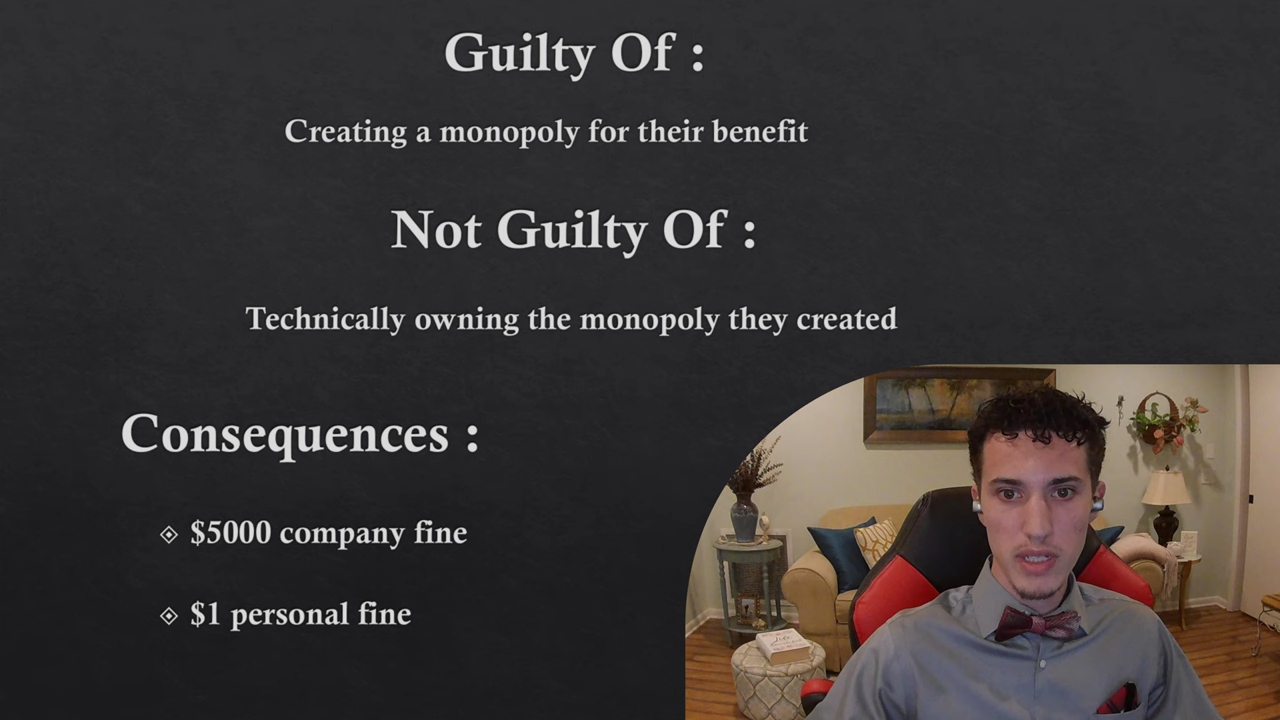 Guilty Of :
Creating a monopoly for their benefit
Not Guilty Of :
Technically owning the monopoly they created
Consequences :
$5000 company fine
$1 personal fine